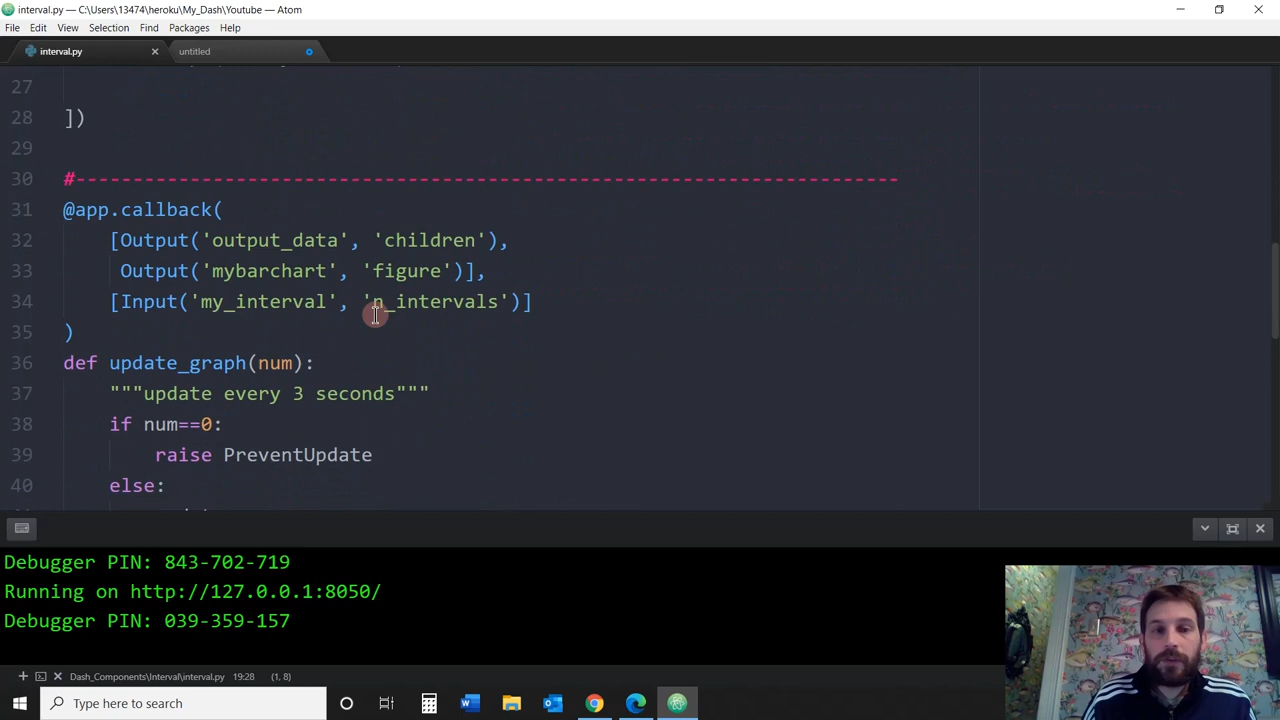 interval.py — C:\Users\13474\heroku\My_Dash\Youtube — Atom
File Edit View Selection Find Packages Help
interval.py untitled
27
28 ])
29
30 #------------------------------------------------------------------------
31 @app.callback(
32 [Output('output_data', 'children'),
33 Output('mybarchart', 'figure')],
34 [Input('my_interval', 'n_intervals')]
35 )
36 def update_graph(num):
37 """update every 3 seconds"""
38 if num==0:
39 raise PreventUpdate
40 else:
Debugger PIN: 843-702-719
Running on http://127.0.0.1:8050/
Debugger PIN: 039-359-157
Dash_Components\Interval\interval.py 19:28 (1, 8)
Type here to search